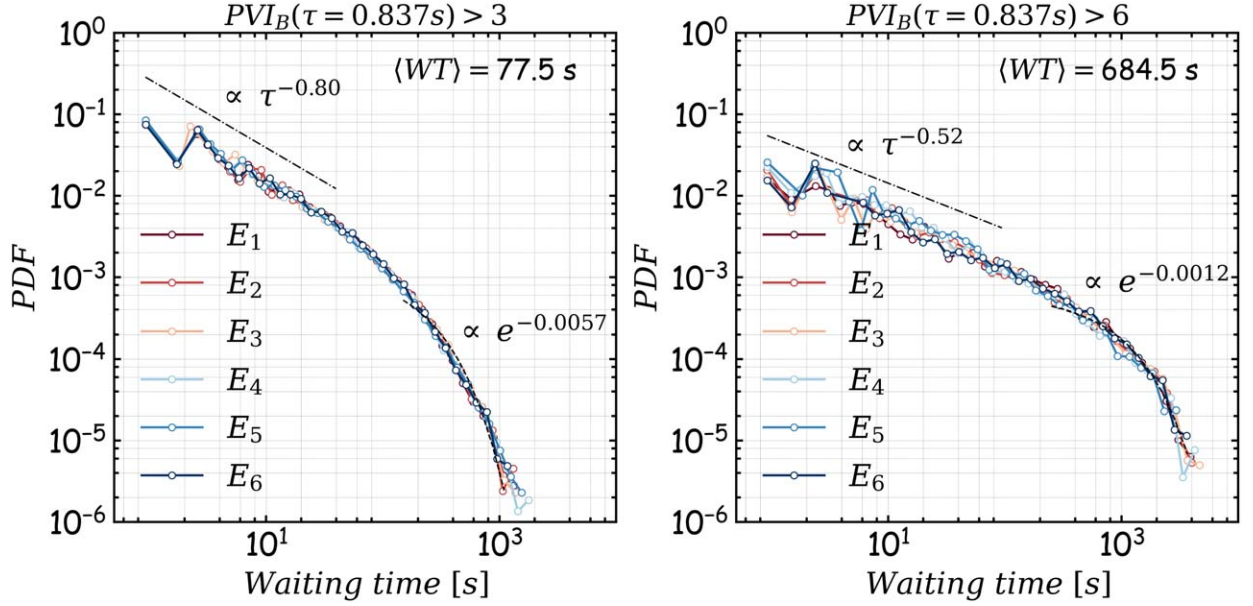 PVI_B(τ = 0.837s) > 3
⟨WT⟩ = 77.5 s
∝ τ^{-0.80}
∝ e^{-0.0057}
E_1
E_2
E_3
E_4
E_5
E_6
10^0
10^{-1}
10^{-2}
10^{-3}
10^{-4}
10^{-5}
10^{-6}
PDF
10^1
10^3
Waiting time [s]
PVI_B(τ = 0.837s) > 6
⟨WT⟩ = 684.5 s
∝ τ^{-0.52}
∝ e^{-0.0012}
E_1
E_2
E_3
E_4
E_5
E_6
10^0
10^{-1}
10^{-2}
10^{-3}
10^{-4}
10^{-5}
10^{-6}
PDF
10^1
10^3
Waiting time [s]